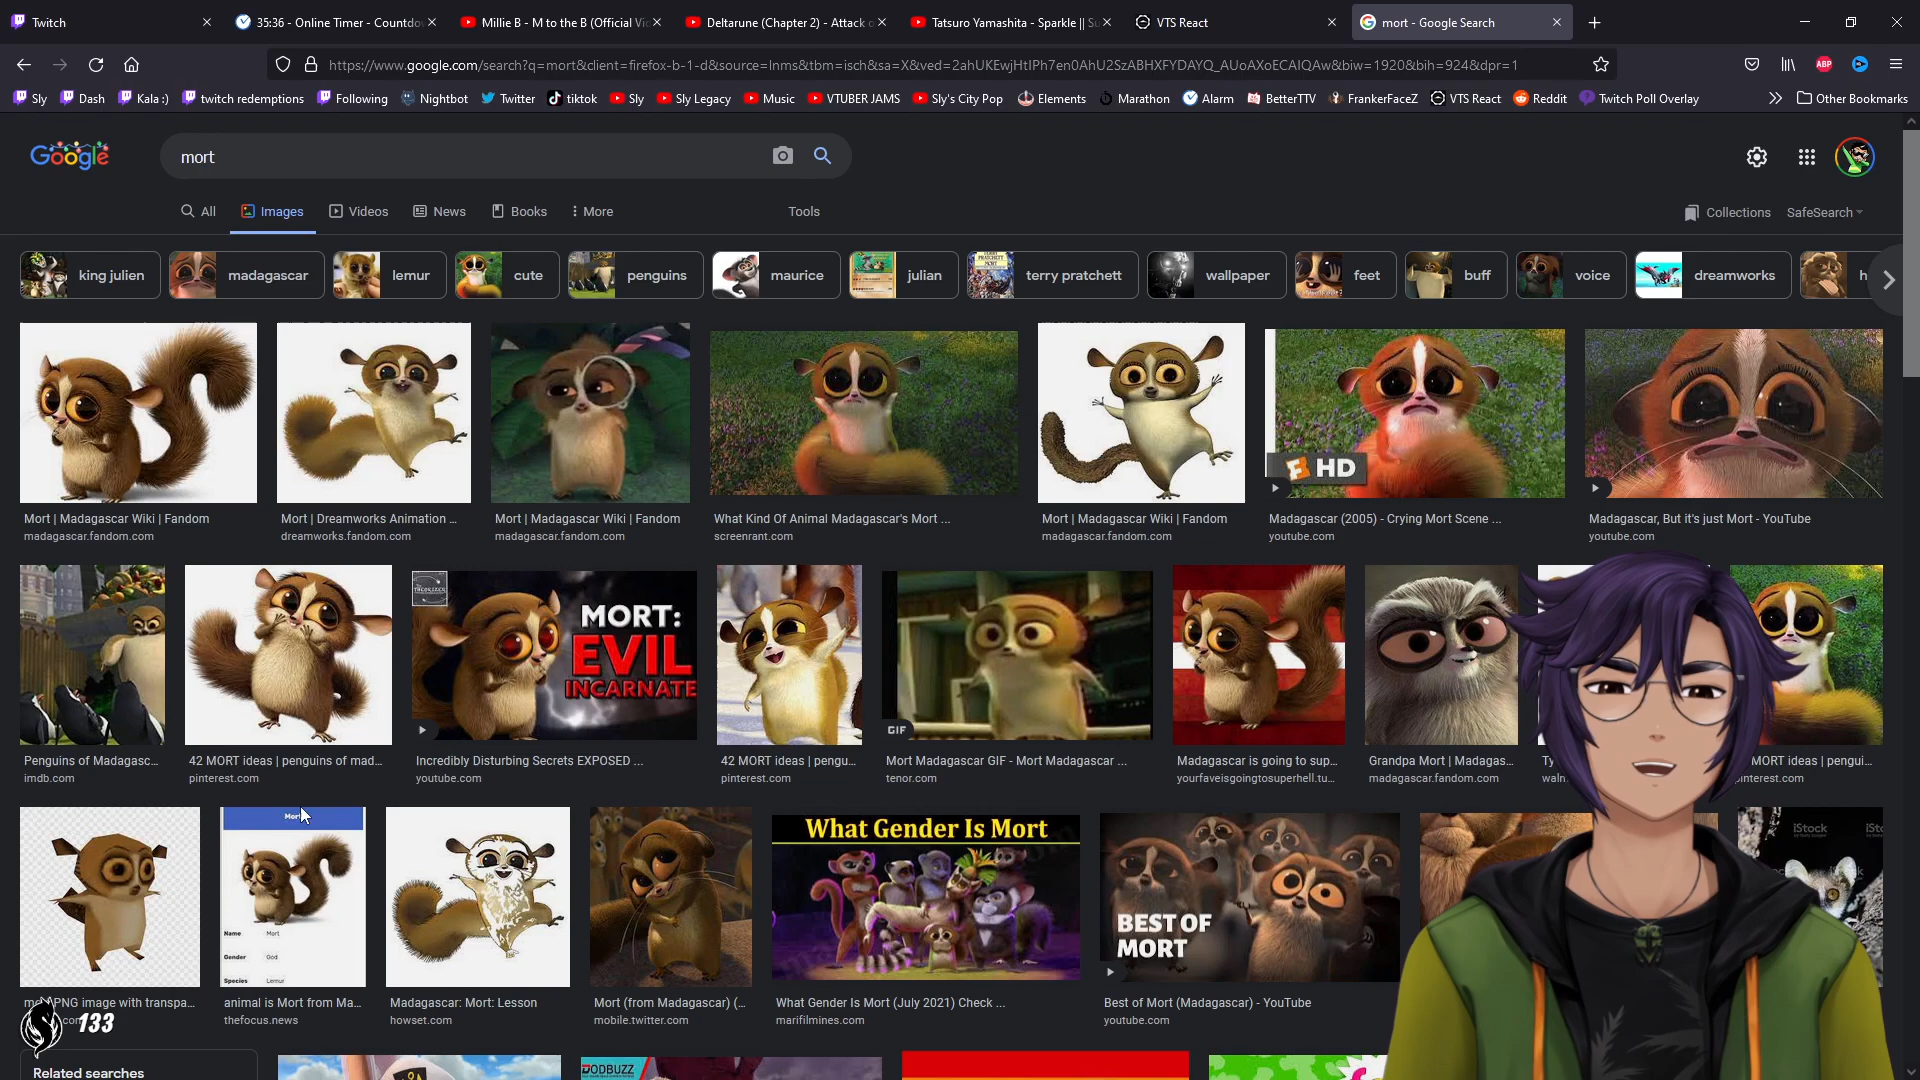 Twitch
35:36 - Online Timer - Countdo
Millie B - M to the B (Official Vi
Deltarune (Chapter 2) - Attack o
Tatsuro Yamashita - Sparkle || Su
VTS React
mort - Google Search
https://www.google.com/search?q=mort&client=firefox-b-1-d&source=lnms&tbm=isch&sa=X&ved=2ahUKEwjHtIPh7en0AhU2SzABHXFYDAYQ_AUoAXoECAIQAw&biw=1920&bih=924&dpr=1
ABP
Sly Dash Kala :) twitch redemptions Following Nightbot Twitter tiktok Sly Sly Legacy Music VTUBER JAMS Sly's City Pop Elements Marathon Alarm BetterTTV FrankerFaceZ VTS React Reddit Twitch Poll Overlay Other Bookmarks
Google
mort
All Images Videos News Books More Tools Collections SafeSearch
king julien madagascar lemur cute penguins maurice julian terry pratchett wallpaper feet buff voice dreamworks h
HD
Mort | Madagascar Wiki | Fandom
madagascar.fandom.com
Mort | Dreamworks Animation ...
dreamworks.fandom.com
Mort | Madagascar Wiki | Fandom
madagascar.fandom.com
What Kind Of Animal Madagascar's Mort ...
screenrant.com
Mort | Madagascar Wiki | Fandom
madagascar.fandom.com
Madagascar (2005) - Crying Mort Scene ...
youtube.com
Madagascar, But it's just Mort - YouTube
youtube.com
MORT:
EVIL
INCARNATE
GIF
Penguins of Madagasc...
imdb.com
42 MORT ideas | penguins of mad...
pinterest.com
Incredibly Disturbing Secrets EXPOSED ...
youtube.com
42 MORT ideas | pengu...
pinterest.com
Mort Madagascar GIF - Mort Madagascar ...
tenor.com
Madagascar is going to sup...
yourfaveisgoingtosuperhell.tu...
Grandpa Mort | Madagas...
madagascar.fandom.com
Ty
waln
MORT ideas | pengui...
interest.com
Name Mort
Gender God
Species Lemur
What Gender Is Mort
BEST OF
MORT
iStock
PNG image with transpa...
animal is Mort from Ma...
thefocus.news
Madagascar: Mort: Lesson
howset.com
Mort (from Madagascar) (...
mobile.twitter.com
What Gender Is Mort (July 2021) Check ...
marifilmines.com
Best of Mort (Madagascar) - YouTube
youtube.com
133
Related searches
DODBUZZ